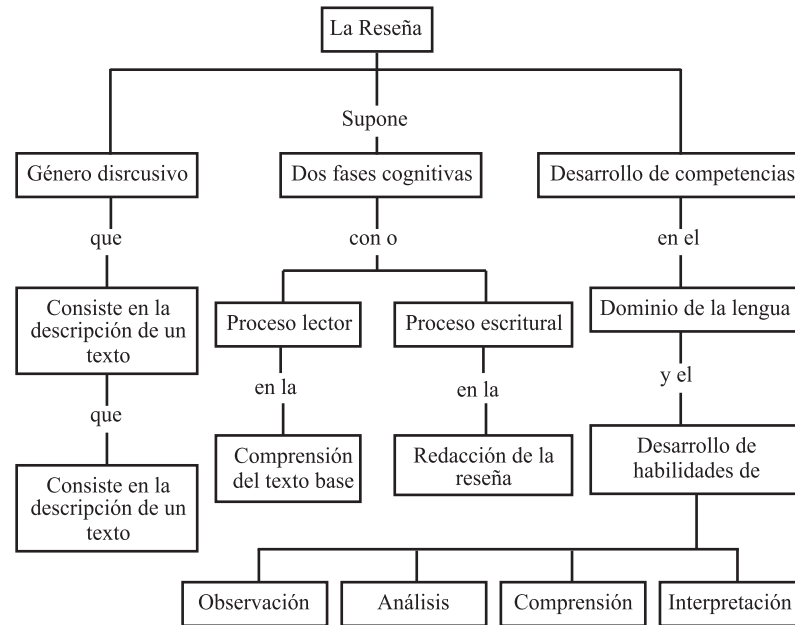 La Reseña
Supone
Género disrcusivo
Dos fases cognitivas
Desarrollo de competencias
que
con o
en el
Consiste en la
descripción de un
texto
Proceso lector
Proceso escritural
Dominio de la lengua
que
en la
en la
y el
Consiste en la
descripción de un
texto
Comprensión
del texto base
Redacción de la
reseña
Desarrollo de
habilidades de
Observación
Análisis
Comprensión
Interpretación